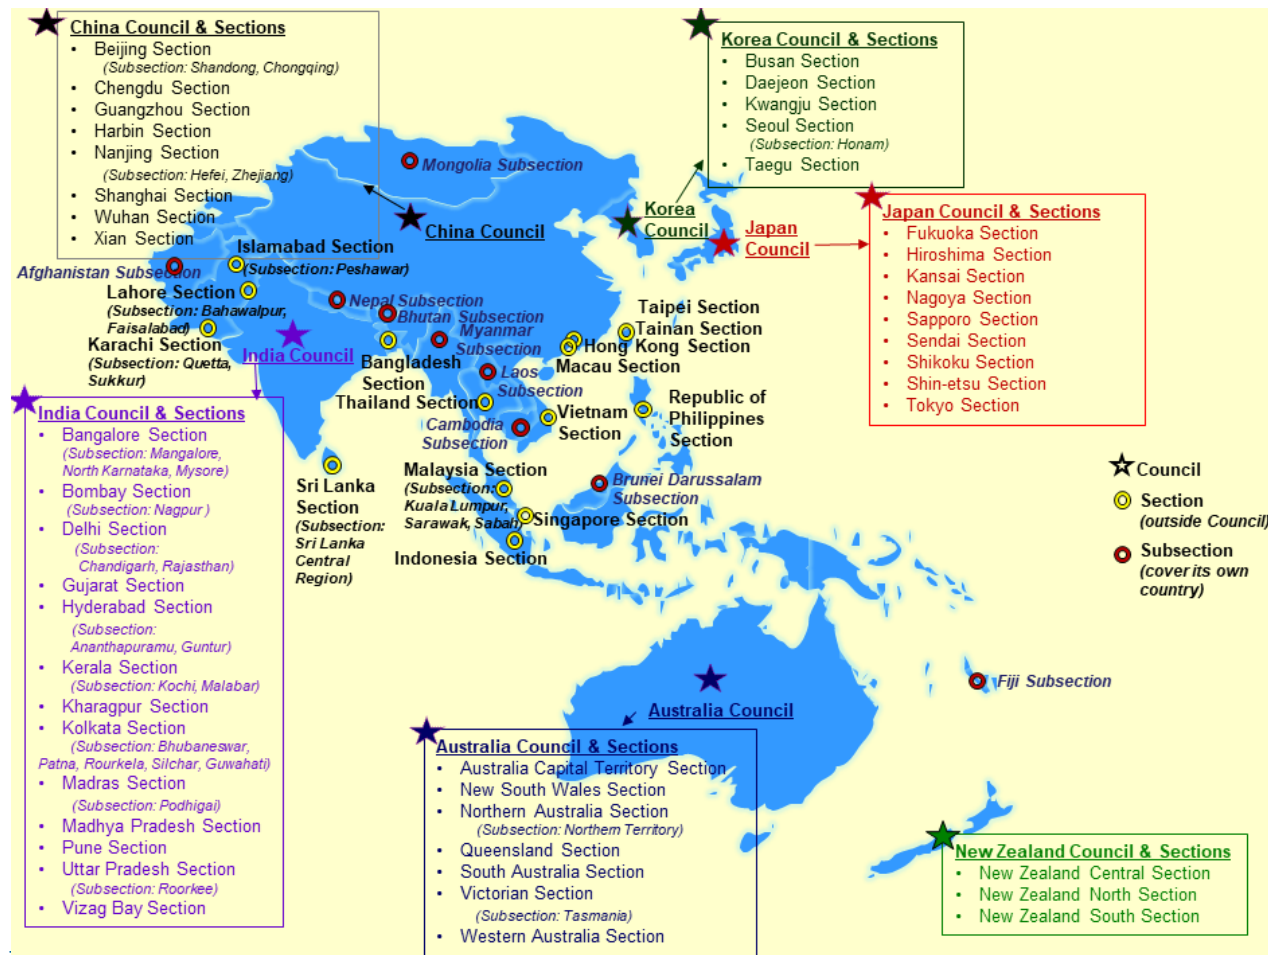 China Council & Sections
• Beijing Section
(Subsection: Shandong, Chongqing)
• Chengdu Section
• Guangzhou Section
• Harbin Section
• Nanjing Section
(Subsection: Hefei, Zhejiang)
• Shanghai Section
• Wuhan Section
• Xian Section
Korea Council & Sections
• Busan Section
• Daejeon Section
• Kwangju Section
• Seoul Section
(Subsection: Honam)
• Taegu Section
Mongolia Subsection
China Council
Korea
Council
Japan
Council
Japan Council & Sections
• Fukuoka Section
• Hiroshima Section
• Kansai Section
• Nagoya Section
• Sapporo Section
• Sendai Section
• Shikoku Section
• Shin-etsu Section
• Tokyo Section
Islamabad Section
(Subsection: Peshawar)
Afghanistan Subsection
Lahore Section
(Subsection: Bahawalpur,
Faisalabad)
Karachi Section
(Subsection: Quetta,
Sukkur)
Nepal Subsection
Bhutan Subsection
Myanmar
Subsection
India Council
Bangladesh
Section
Laos
Subsection
Thailand Section
Cambodia
Subsection
Vietnam
Section
Taipei Section
Tainan Section
Hong Kong Section
Macau Section
Republic of
Philippines
Section
India Council & Sections
• Bangalore Section
(Subsection: Mangalore,
North Karnataka, Mysore)
• Bombay Section
(Subsection: Nagpur )
• Delhi Section
(Subsection:
Chandigarh, Rajasthan)
• Gujarat Section
• Hyderabad Section
(Subsection:
Ananthapuramu, Guntur)
• Kerala Section
(Subsection: Kochi, Malabar)
• Kharagpur Section
• Kolkata Section
(Subsection: Bhubaneswar,
Patna, Rourkela, Silchar, Guwahati)
• Madras Section
(Subsection: Podhigai)
• Madhya Pradesh Section
• Pune Section
• Uttar Pradesh Section
(Subsection: Roorkee)
• Vizag Bay Section
Sri Lanka
Section
(Subsection:
Sri Lanka
Central
Region)
Malaysia Section
(Subsection:
Kuala Lumpur,
Sarawak, Sabah)
Brunei Darussalam
Subsection
Singapore Section
Indonesia Section
Council
Section
(outside Council)
Subsection
(cover its own
country)
Fiji Subsection
Australia Council
Australia Council & Sections
• Australia Capital Territory Section
• New South Wales Section
• Northern Australia Section
(Subsection: Northern Territory)
• Queensland Section
• South Australia Section
• Victorian Section
(Subsection: Tasmania)
• Western Australia Section
New Zealand Council & Sections
• New Zealand Central Section
• New Zealand North Section
• New Zealand South Section